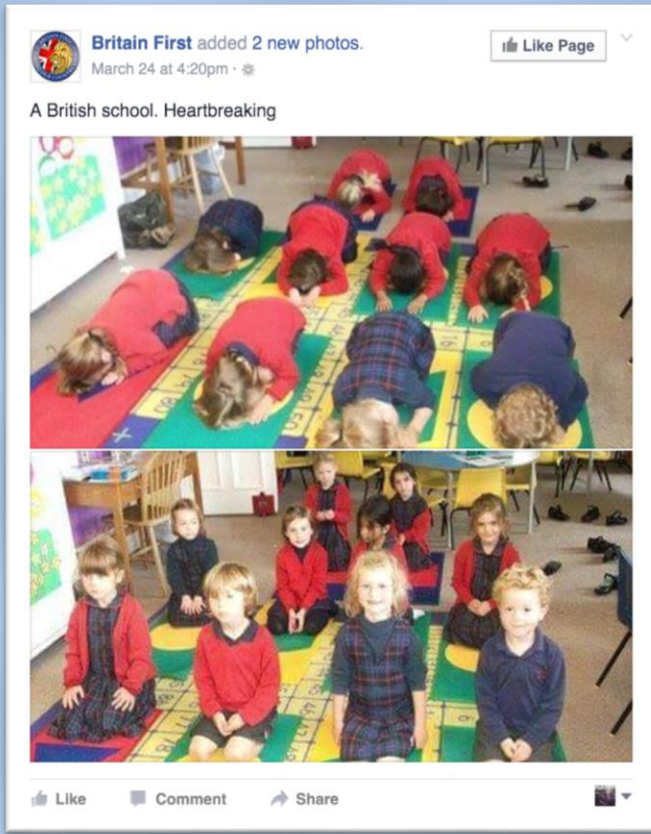 Britain First added 2 new photos.
Like Page
March 24 at 4:20pm ·
A British school. Heartbreaking
Like Comment Share